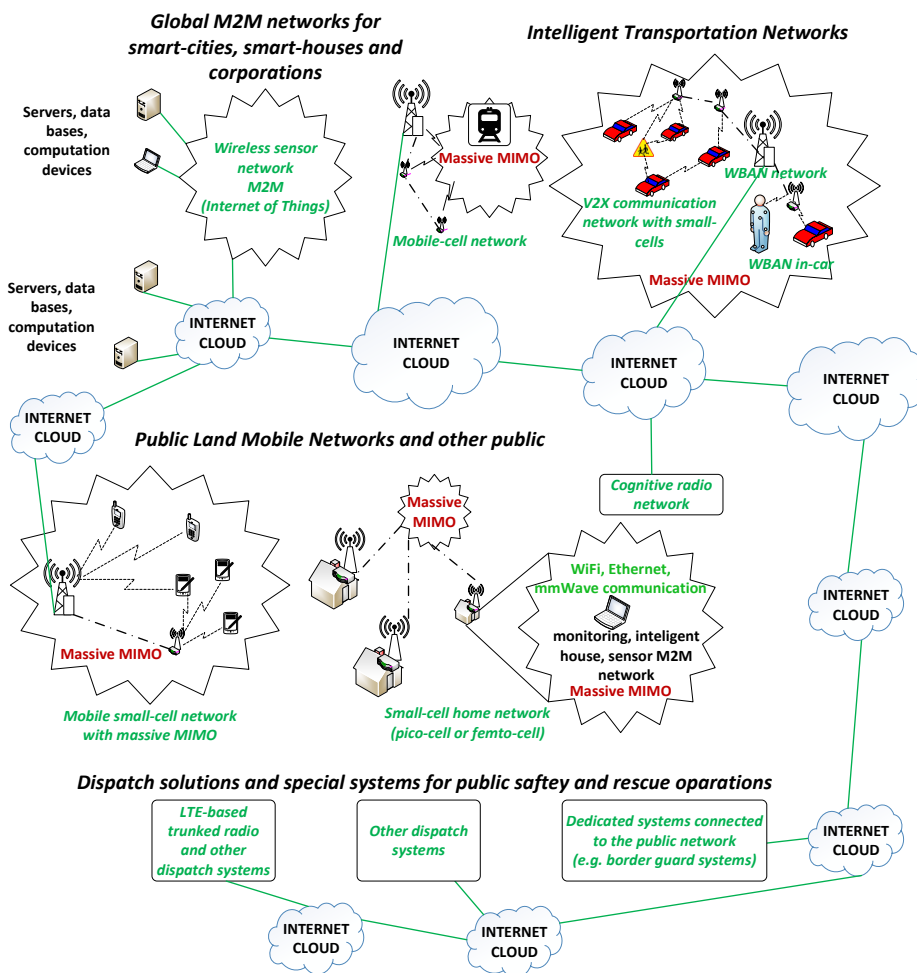 Global M2M networks for
smart-cities, smart-houses and
corporations
Intelligent Transportation Networks
Servers, data
bases,
computation
devices
Wireless sensor
network
M2M
(Internet of Things)
Massive MIMO
Mobile-cell network
WBAN network
V2X communication
network with small-
cells
WBAN in-car
Massive MIMO
Servers, data
bases,
computation
devices
INTERNET
CLOUD
INTERNET
CLOUD
INTERNET
CLOUD
INTERNET
CLOUD
INTERNET
CLOUD
Public Land Mobile Networks and other public
Cognitive radio
network
Massive
MIMO
WiFi, Ethernet,
mmWave communication
monitoring, inteligent
house, sensor M2M
network
Massive MIMO
Massive MIMO
INTERNET
CLOUD
Mobile small-cell network
with massive MIMO
Small-cell home network
(pico-cell or femto-cell)
Dispatch solutions and special systems for public saftey and rescue oparations
LTE-based
trunked radio
and other
dispatch systems
Other dispatch
systems
Dedicated systems connected
to the public network
(e.g. border guard systems)
INTERNET
CLOUD
INTERNET
CLOUD
INTERNET
CLOUD